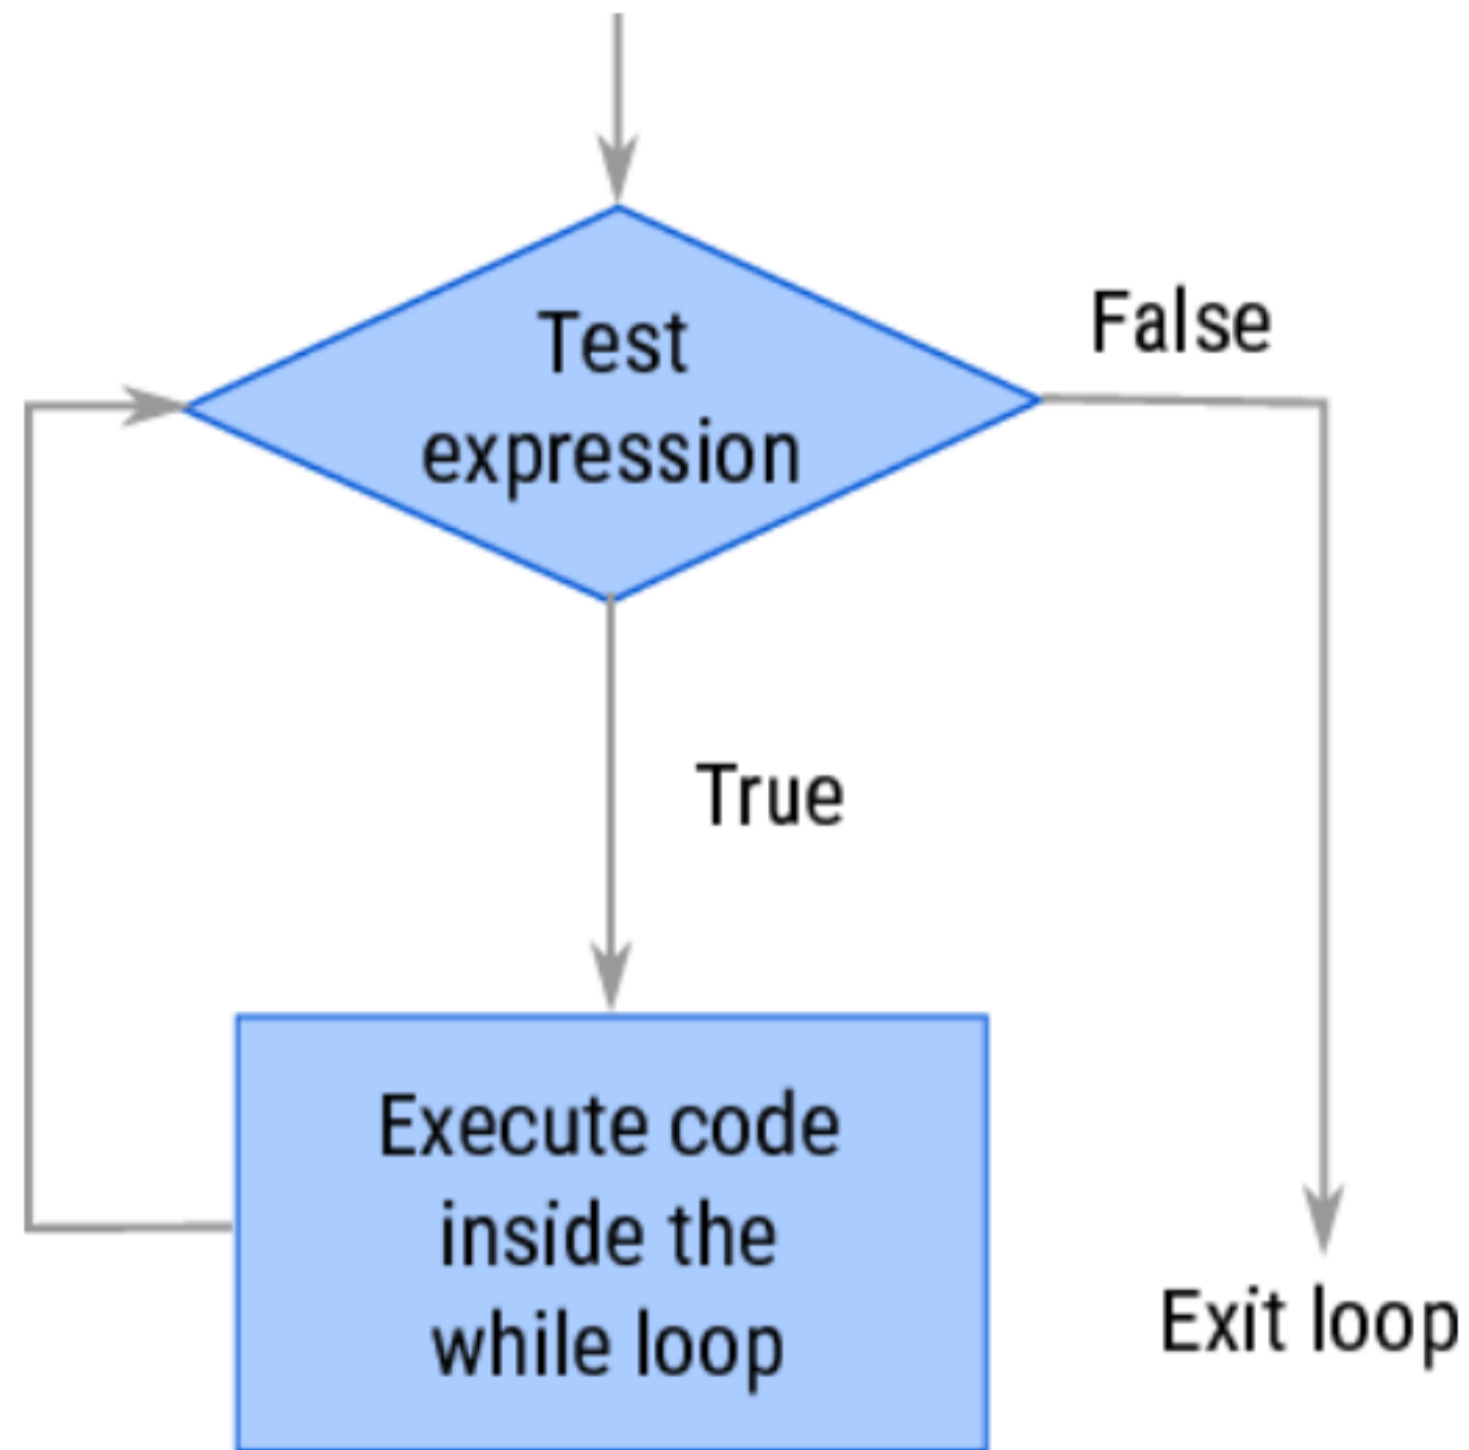 Test
expression
False
True
Execute code
inside the
while loop
Exit loop